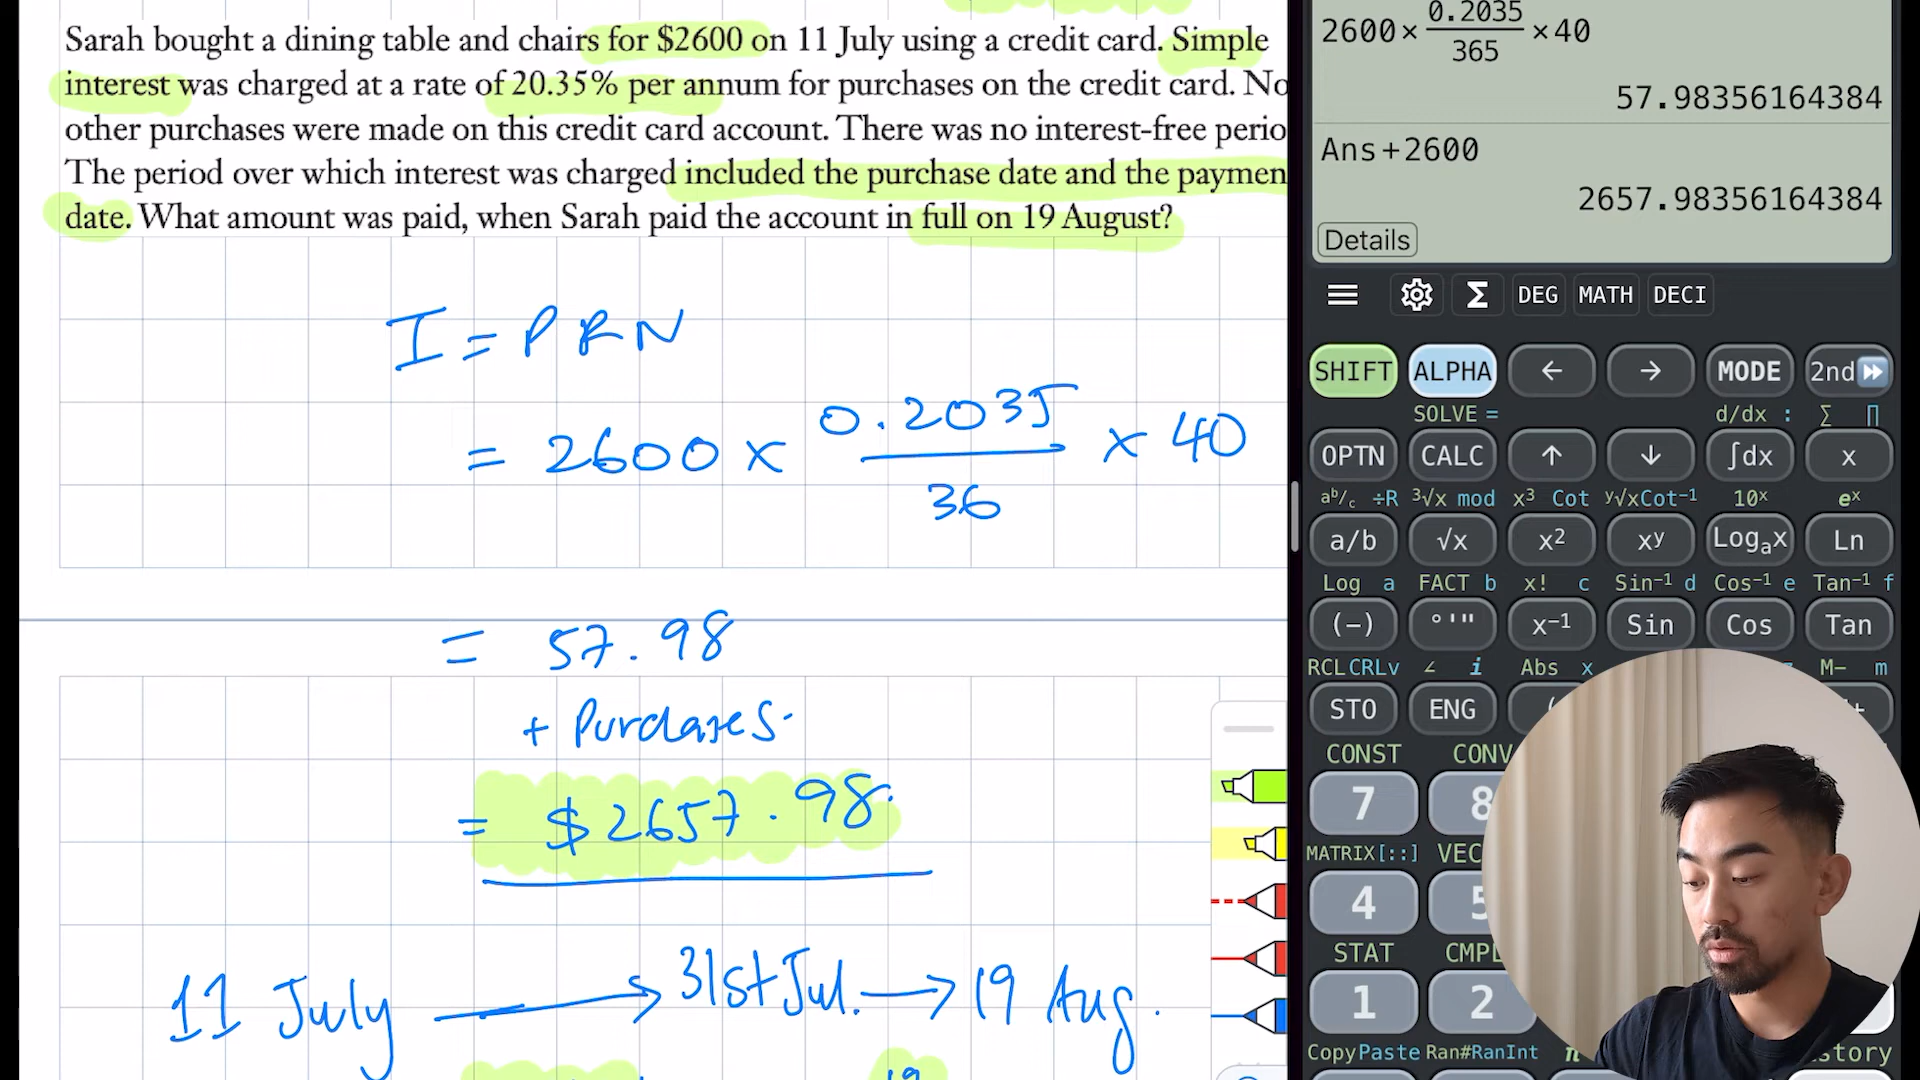 Sarah bought a dining table and chairs for $2600 on 11 July using a credit card. Simple
interest was charged at a rate of 20.35% per annum for purchases on the credit card. No
other purchases were made on this credit card account. There was no interest-free perio
The period over which interest was charged included the purchase date and the paymen
date. What amount was paid, when Sarah paid the account in full on 19 August?
I = PRN
= 2600 x 0.2035/36 x 40
= 57.98
+ Purchases.
= $2657.98.
11 July → 31st Jul. → 19 Aug.
19
2600×0.2035/365×40
57.98356164384
Ans+2600
2657.98356164384
Details
Σ DEG MATH DECI
SHIFT ALPHA ← → MODE 2nd
SOLVE = d/dx : Σ ∏
OPTN CALC ↑ ↓ ∫dx x
aᵇ/c ÷R ³√x mod x³ Cot ʸ√x Cot⁻¹ 10ˣ eˣ
a/b √x x² xʸ Logₐx Ln
Log a FACT b x! c Sin⁻¹ d Cos⁻¹ e Tan⁻¹ f
(−) °'" x⁻¹ Sin Cos Tan
RCL CRLv ∠ i Abs x M− m
STO ENG (
CONST CONV
7 8
MATRIX[::] VEC
4 5
STAT CMPL
1 2
Copy Paste Ran# RanInt π story